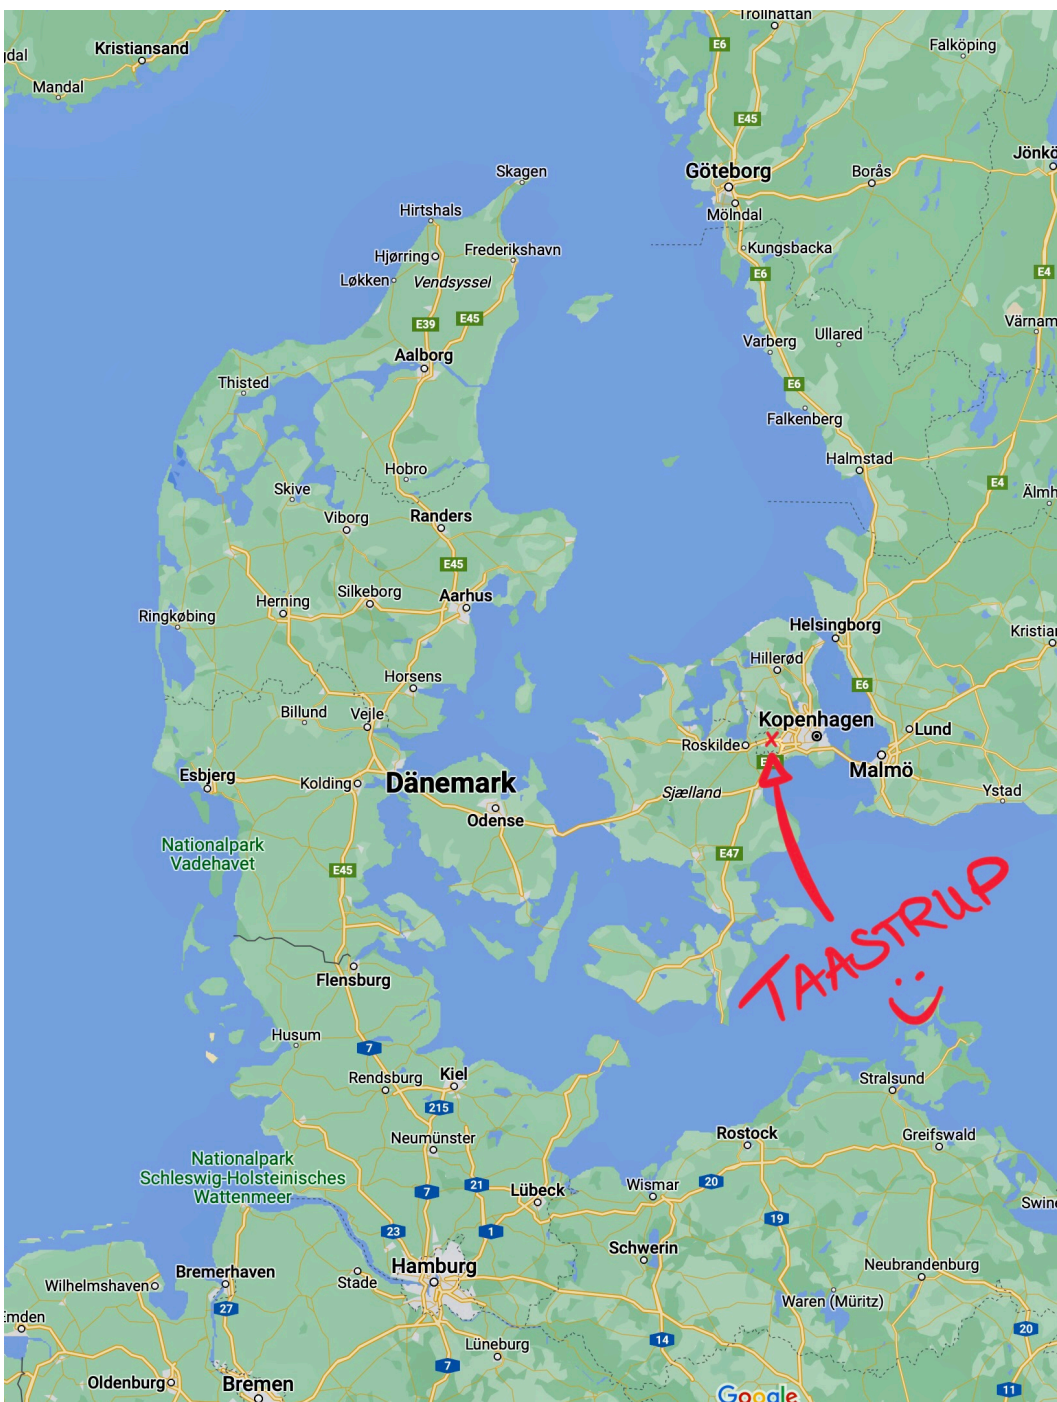 Trollhättan
Falköping
Kristiansand
Mandal
E6
E45
Jönkö
Göteborg
Borås
Skagen
Mölndal
Hirtshals
Kungsbacka
Hjørring
Frederikshavn
Løkken
Vendsyssel
E6
E4
E39
E45
Värnam
Ullared
Varberg
Aalborg
Thisted
E6
Falkenberg
Halmstad
Hobro
E4
Skive
Älmh
Viborg
Randers
E45
Silkeborg
Aarhus
Herning
Ringkøbing
Helsingborg
Kristia
Hillerød
Horsens
E6
Billund
Vejle
Kopenhagen
Lund
Roskilde
X
Malmö
Esbjerg
Kolding
Dänemark
Sjælland
Ystad
Odense
Nationalpark
Vadehavet
E47
E45
TAASTRUP
Flensburg
Husum
7
Rendsburg
Kiel
Stralsund
215
Neumünster
Rostock
Greifswald
Nationalpark
Schleswig-Holsteinisches
Wattenmeer
7
21
Lübeck
Wismar
20
Swine
23
1
19
Schwerin
Hamburg
Bremerhaven
Stade
Neubrandenburg
Wilhelmshaven
Waren (Müritz)
27
Emden
20
14
Lüneburg
7
Oldenburg
Bremen
Google
11